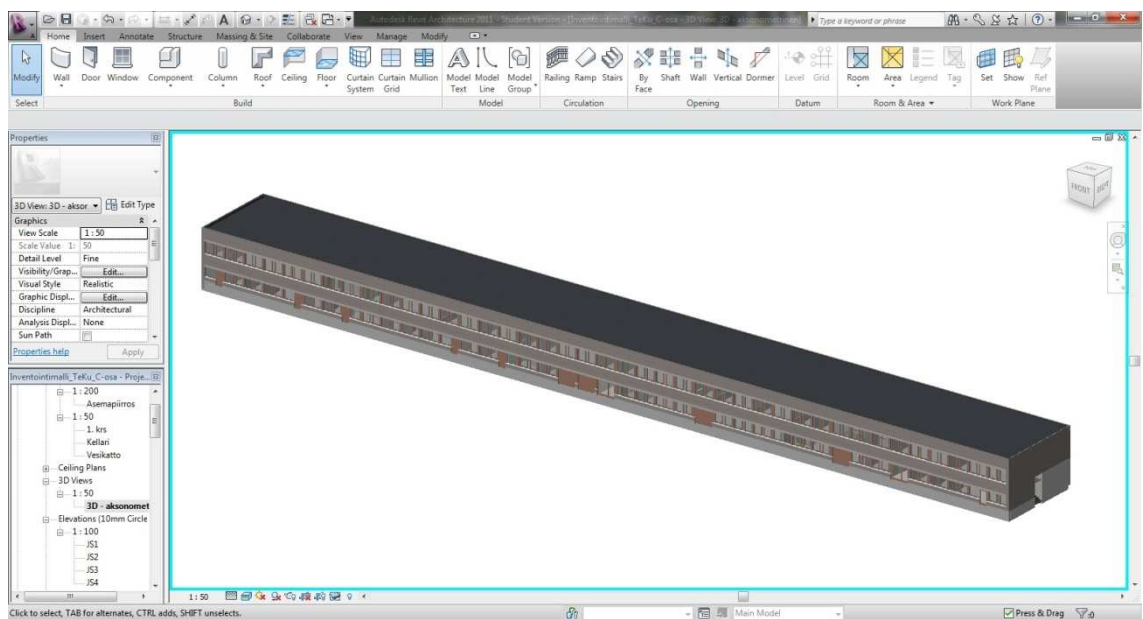 Autodesk Revit Architecture 2011 - Student Version - [Inventointimalli_TeKu_C-osa - 3D View: 3D - aksonometrinen]
Type a keyword or phrase
Home Insert Annotate Structure Massing & Site Collaborate View Manage Modify
Modify Wall Door Window Component Column Roof Ceiling Floor Curtain System Curtain Grid Mullion Model Text Model Line Model Group Railing Ramp Stairs By Face Shaft Wall Vertical Dormer Level Grid Room Area Legend Tag Set Show Ref Plane
Select Build Model Circulation Opening Datum Room & Area Work Plane
Properties
3D View: 3D - aksor Edit Type
Graphics
View Scale 1 : 50
Scale Value 1: 50
Detail Level Fine
Visibility/Grap... Edit...
Visual Style Realistic
Graphic Displ... Edit...
Discipline Architectural
Analysis Displ... None
Sun Path
Properties help Apply
Inventointimalli_TeKu_C-osa - Proje...
1 : 200
Asemapiirros
1 : 50
1. krs
Kellari
Vesikatto
Ceiling Plans
3D Views
1 : 50
3D - aksonomet
Elevations (10mm Circle
1 : 100
JS1
JS2
JS3
JS4
FRONT
1 : 50
Click to select, TAB for alternates, CTRL adds, SHIFT unselects.
Main Model
Press & Drag
:0